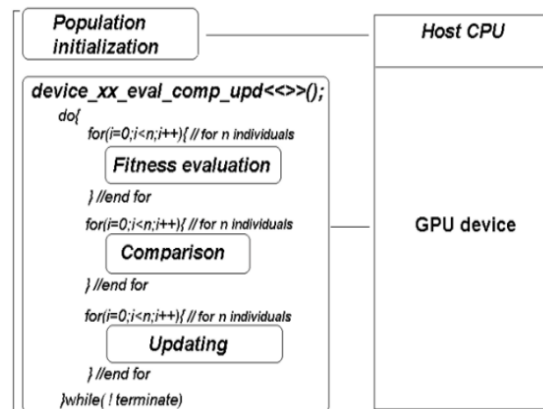 Population
initialization
Host CPU
device_xx_eval_comp_upd<<>>();
do{
for(i=0;i<n;i++){ // for n individuals
Fitness evaluation
} //end for
for(i=0;i<n;i++){ // for n individuals
Comparison
} //end for
for(i=0;i<n;i++){ // for n individuals
Updating
} //end for
}while( ! terminate)
GPU device